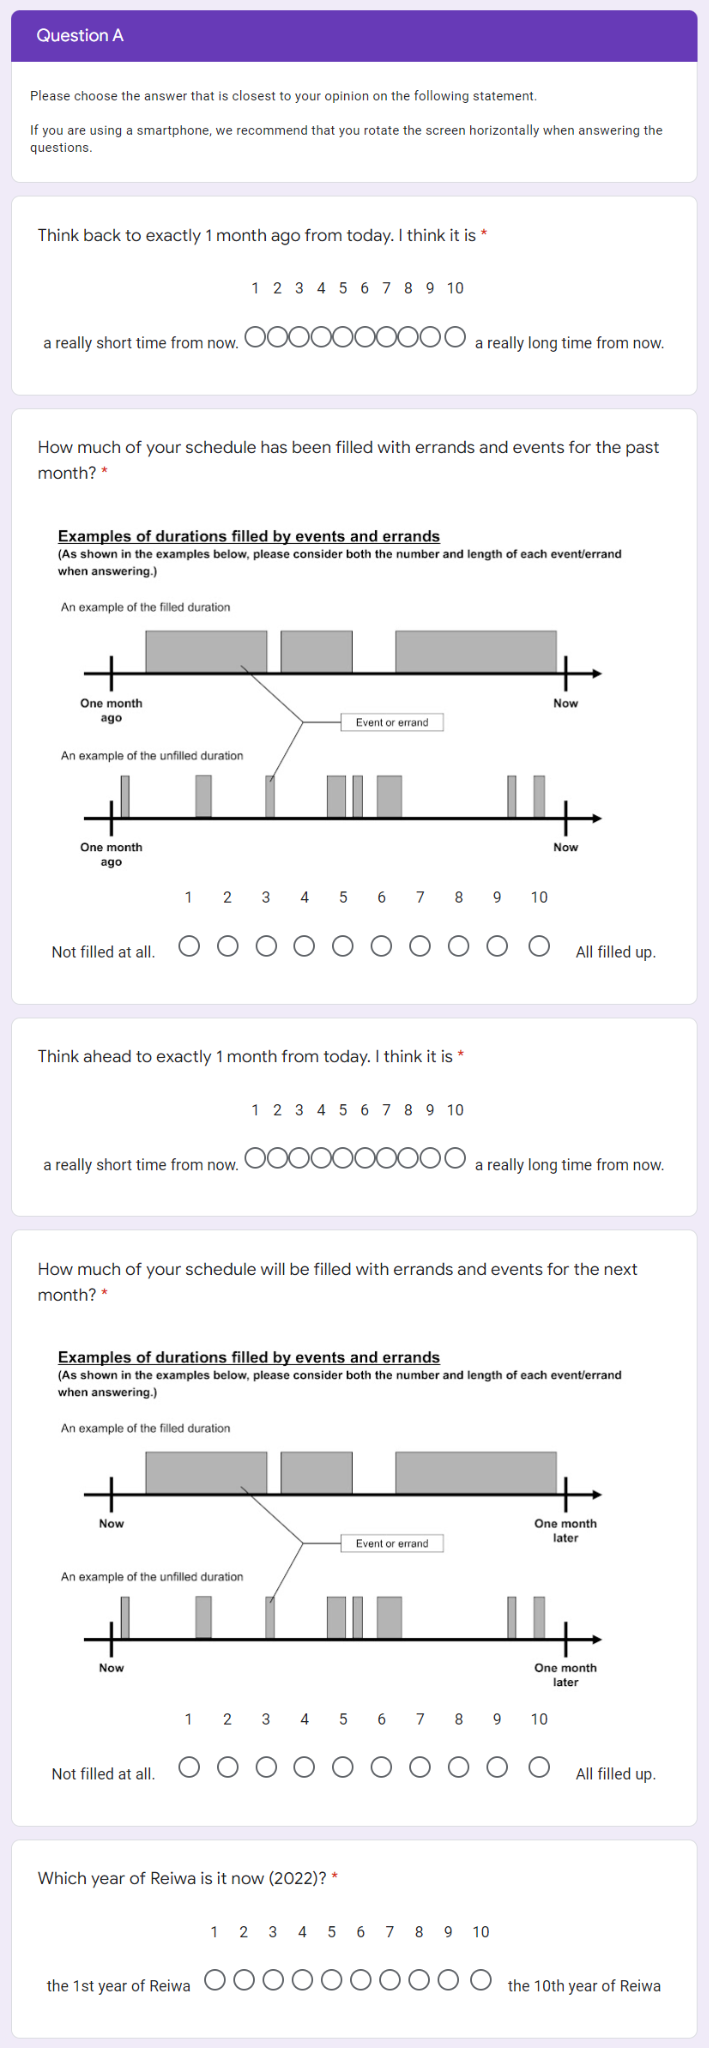 Question A
Please choose the answer that is closest to your opinion on the following statement.
If you are using a smartphone, we recommend that you rotate the screen horizontally when answering the
questions.
Think back to exactly 1 month ago from today. I think it is *
1 2 3 4 5 6 7 8 9 10
a really short time from now. a really long time from now.
How much of your schedule has been filled with errands and events for the past
month? *
Examples of durations filled by events and errands
(As shown in the examples below, please consider both the number and length of each event/errand
when answering.)
An example of the filled duration
One month
ago
Now
Event or errand
An example of the unfilled duration
One month
ago
Now
1 2 3 4 5 6 7 8 9 10
Not filled at all. All filled up.
Think ahead to exactly 1 month from today. I think it is *
1 2 3 4 5 6 7 8 9 10
a really short time from now. a really long time from now.
How much of your schedule will be filled with errands and events for the next
month? *
Examples of durations filled by events and errands
(As shown in the examples below, please consider both the number and length of each event/errand
when answering.)
An example of the filled duration
Now
One month
later
Event or errand
An example of the unfilled duration
Now
One month
later
1 2 3 4 5 6 7 8 9 10
Not filled at all. All filled up.
Which year of Reiwa is it now (2022)? *
1 2 3 4 5 6 7 8 9 10
the 1st year of Reiwa the 10th year of Reiwa